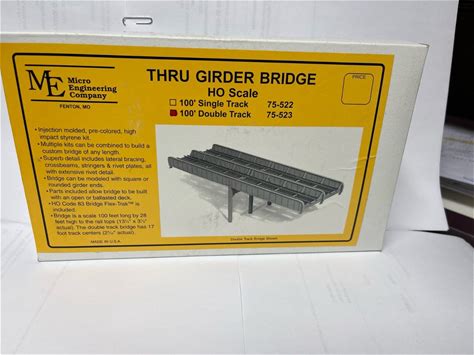 ME
Micro
Engineering
Company
FENTON, MO
THRU GIRDER BRIDGE
HO Scale
100' Single Track 75-522
100' Double Track 75-523
PRICE
• Injection molded, pre-colored, high
impact styrene kit.
• Multiple kits can be combined to build a
custom bridge of any length.
• Superb detail includes lateral bracing,
crossbeams, stringers & rivet plates; all
with extensive rivet detail.
• Bridge can be modeled with square or
rounded girder ends.
• Parts included allow bridge to be built
with an open or ballasted deck.
• HO Code 83 Bridge Flex-Trak™ included.
• Bridge is a scale 100 feet long by 28
feet high to the rail tops
The double track bridge has 17
foot track centers
MADE IN U.S.A.
Double Track Bridge Shown